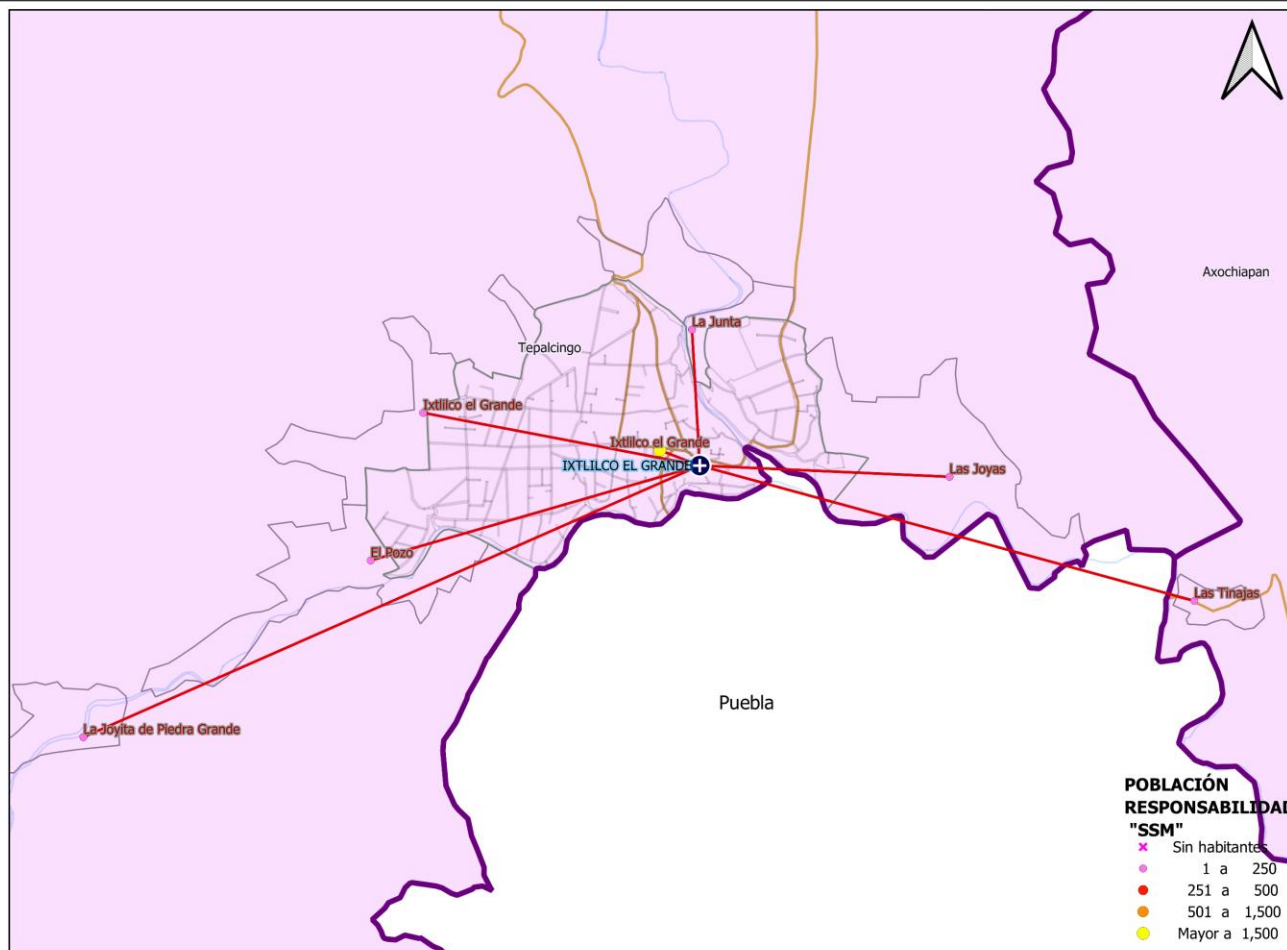 Axochiapan
La Junta
Tepalcingo
Ixtlilco el Grande
Ixtlilco el Grande
IXTLILCO EL GRANDE
Las Joyas
El Pozo
Las Tinajas
Puebla
La Joyita de Piedra Grande
POBLACIÓN
RESPONSABILIDAD
"SSM"
Sin habitantes
1 a 250
251 a 500
501 a 1,500
Mayor a 1,500